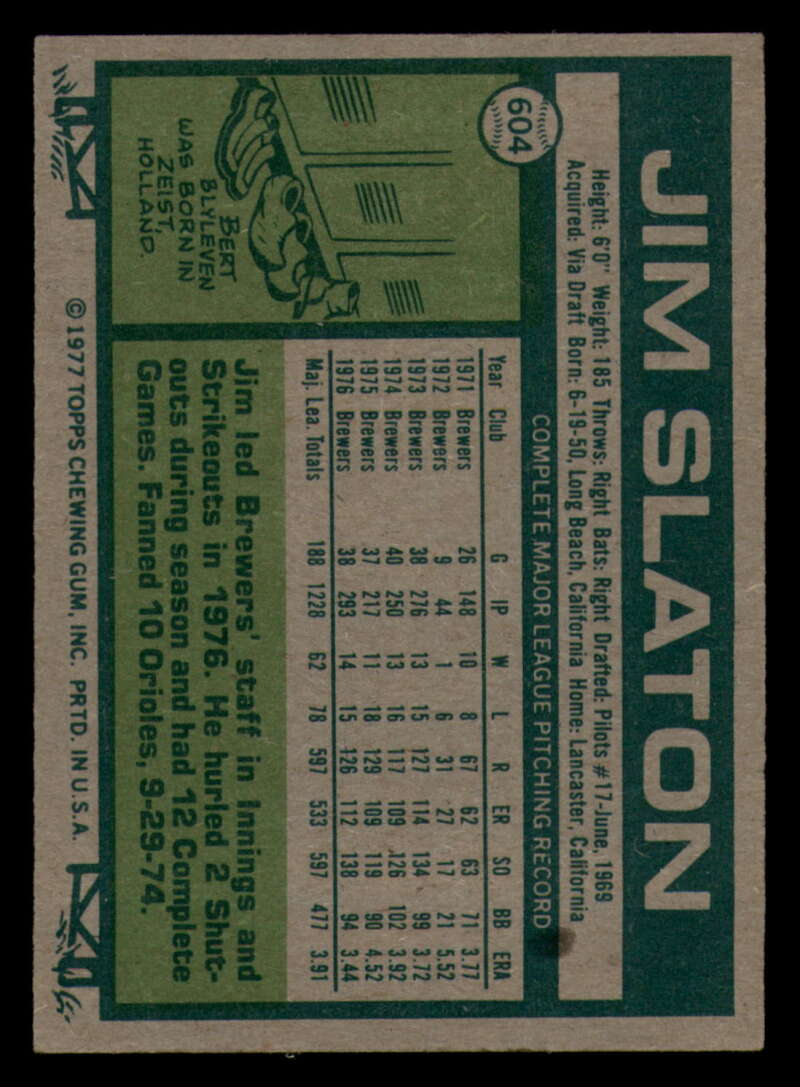 604
JIM SLATON
Height: 6'0" Weight: 185 Throws: Right Bats: Right Drafted: Pilots #17-June, 1969
Acquired: Via Draft Born: 6-19-50, Long Beach, California Home: Lancaster, California
COMPLETE MAJOR LEAGUE PITCHING RECORD
Year Club G IP W L R ER SO BB ERA
1971 Brewers 26 148 10 8 67 62 63 71 3.77
1972 Brewers 9 44 1 6 31 27 17 21 5.52
1973 Brewers 38 276 13 15 127 114 134 99 3.72
1974 Brewers 40 250 13 16 117 109 126 102 3.92
1975 Brewers 37 217 11 18 129 109 119 90 4.52
1976 Brewers 38 293 14 15 126 112 138 94 3.44
Maj. Lea. Totals 188 1228 62 78 597 533 597 477 3.91
BERT
BLYLEVEN
WAS BORN IN
ZEIST,
HOLLAND.
Jim led Brewers' staff in Innings and
Strikeouts in 1976. He hurled 2 Shut-
outs during season and had 12 Complete
Games. Fanned 10 Orioles, 9-29-74.
© 1977 TOPPS CHEWING GUM, INC. PRTD. IN U.S.A.